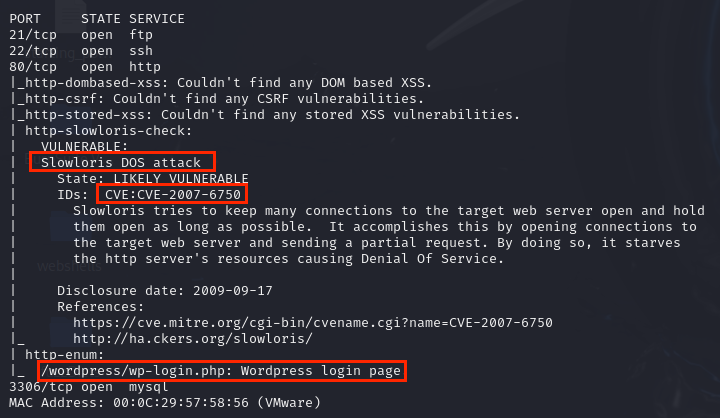 PORT     STATE SERVICE
21/tcp   open  ftp
22/tcp   open  ssh
80/tcp   open  http
|_http-dombased-xss: Couldn't find any DOM based XSS.
|_http-csrf: Couldn't find any CSRF vulnerabilities.
|_http-stored-xss: Couldn't find any stored XSS vulnerabilities.
| http-slowloris-check:
|   VULNERABLE:
|   Slowloris DOS attack
|     State: LIKELY VULNERABLE
|     IDs:  CVE:CVE-2007-6750
|       Slowloris tries to keep many connections to the target web server open and hold
|       them open as long as possible.  It accomplishes this by opening connections to
|       the target web server and sending a partial request. By doing so, it starves
|       the http server's resources causing Denial Of Service.
|
|     Disclosure date: 2009-09-17
|     References:
|       https://cve.mitre.org/cgi-bin/cvename.cgi?name=CVE-2007-6750
|_      http://ha.ckers.org/slowloris/
| http-enum:
|_  /wordpress/wp-login.php: Wordpress login page
3306/tcp open  mysql
MAC Address: 00:0C:29:57:58:56 (VMware)
webshells